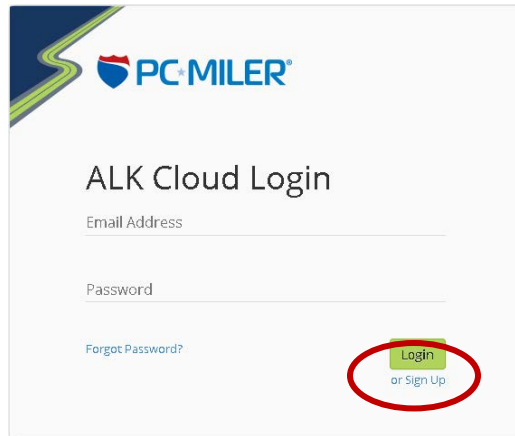 PC★MILER®
ALK Cloud Login
Email Address
Password
Forgot Password?
Login
or Sign Up